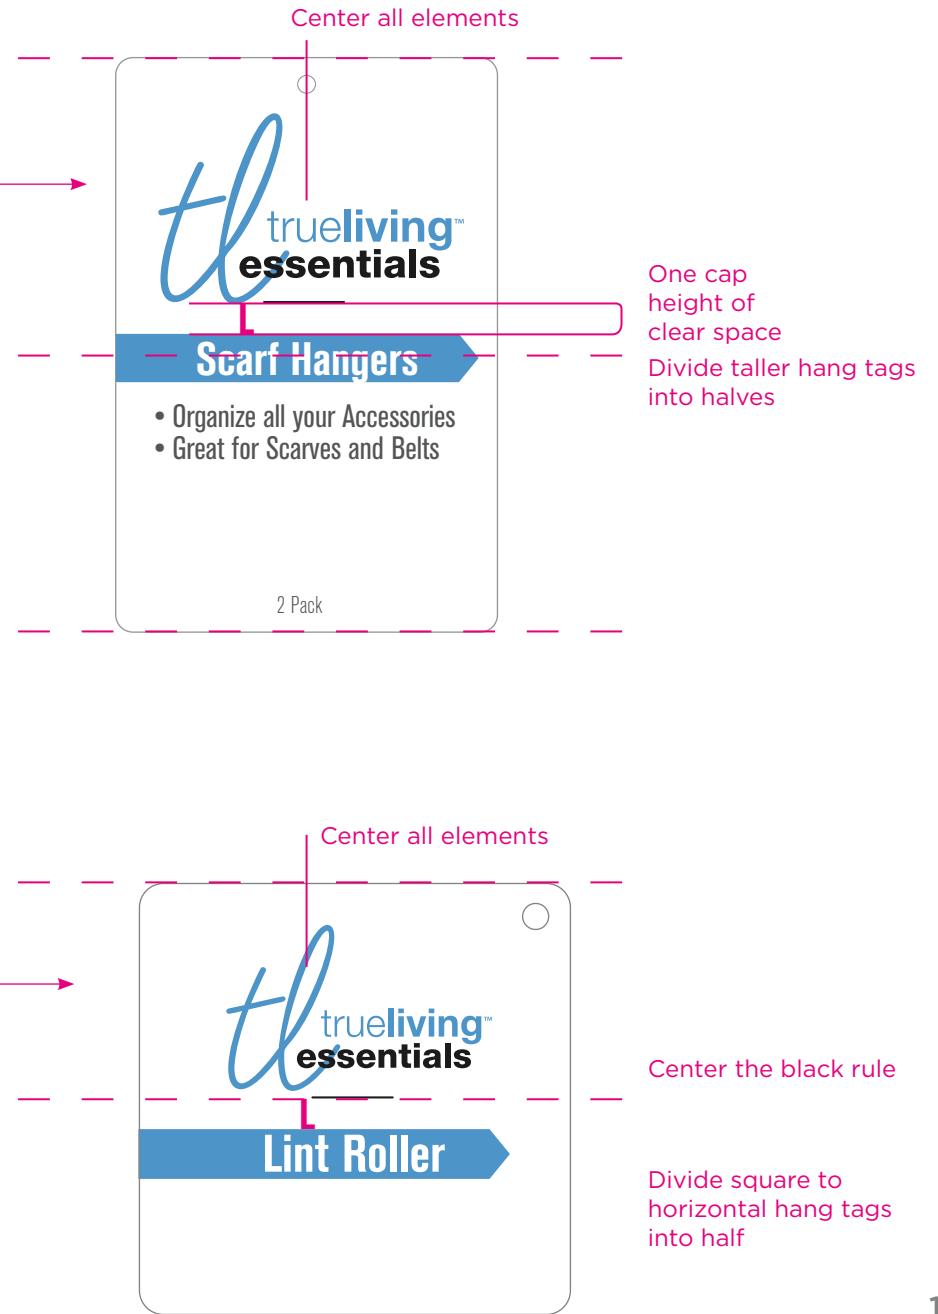 Center all elements
tl
trueliving™
essentials
One cap
height of
clear space
L
Scarf Hangers
Divide taller hang tags
into halves
• Organize all your Accessories
• Great for Scarves and Belts
2 Pack
Center all elements
tl
trueliving™
essentials
Center the black rule
L
Lint Roller
Divide square to
horizontal hang tags
into half